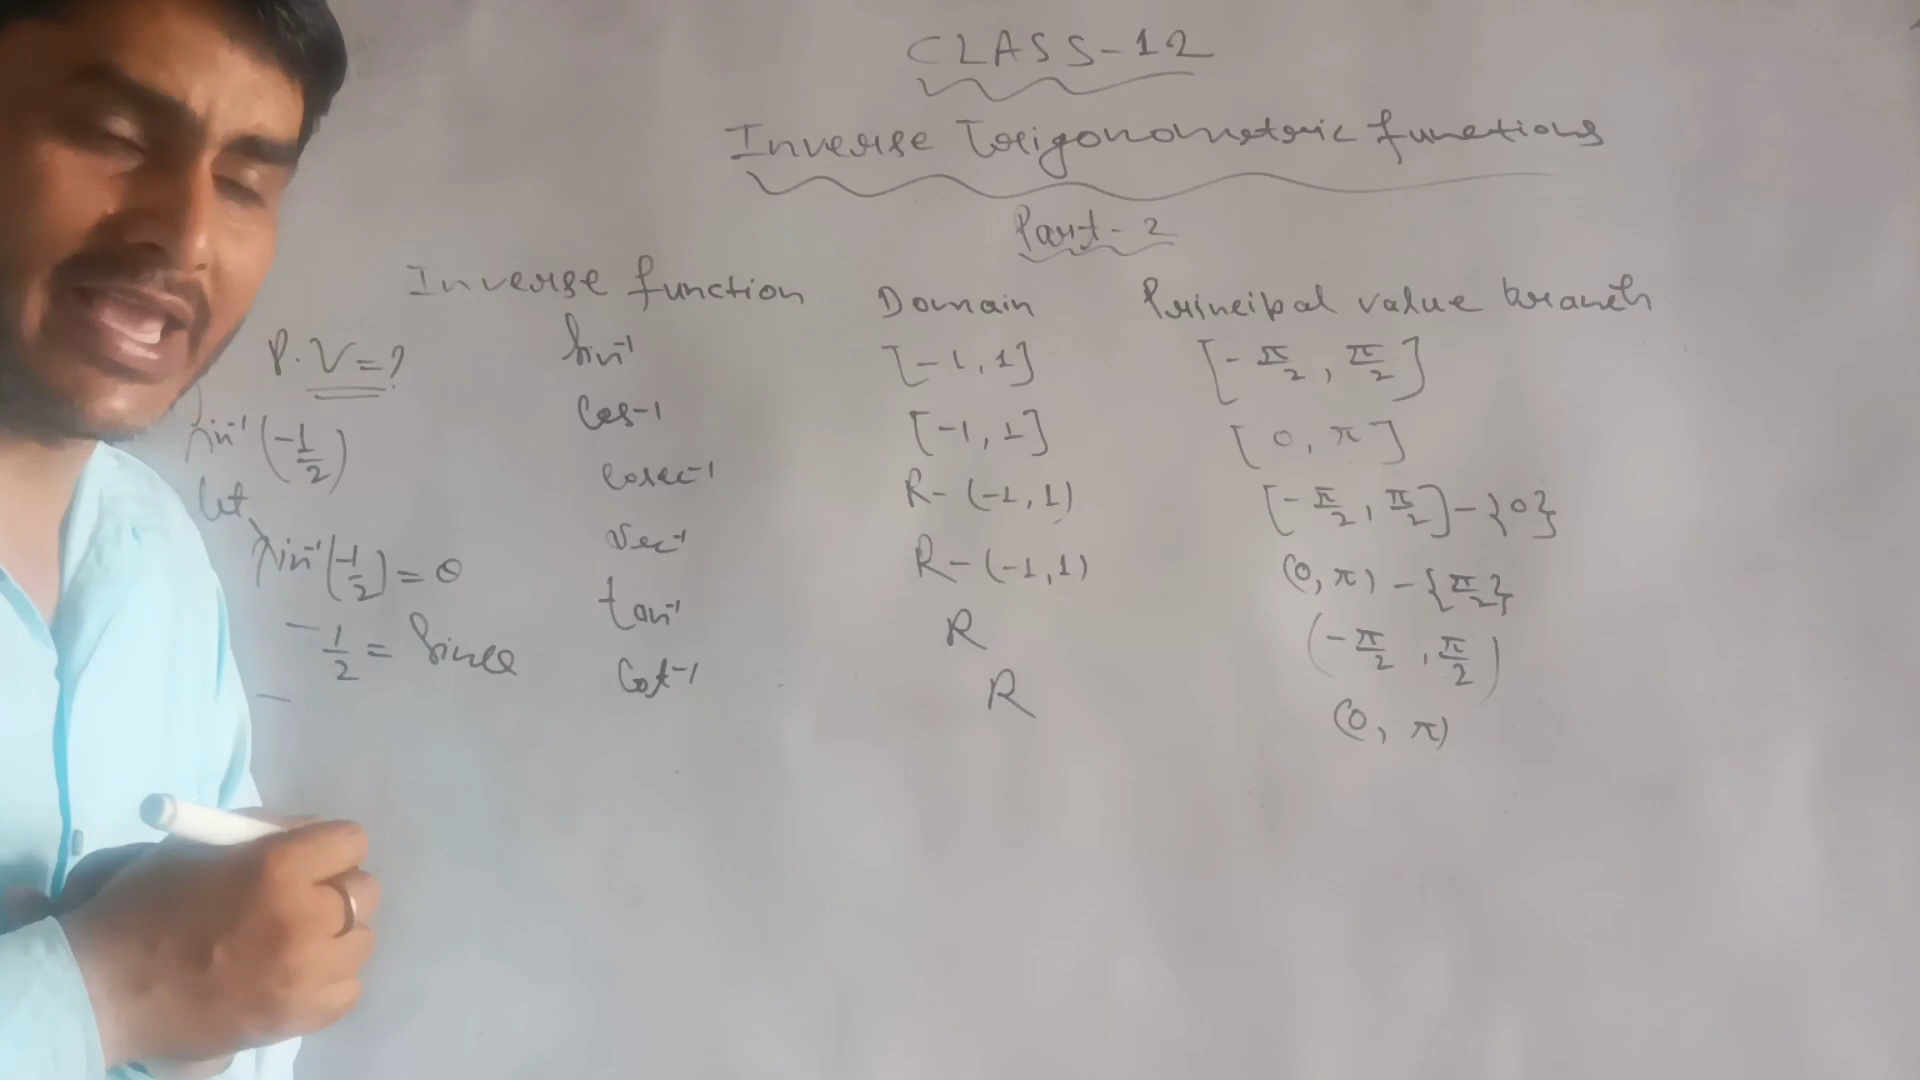 CLASS-12
Inverse Trigonometric functions
Part-2
Inverse function Domain Principal value branch
P.V=?
sin⁻¹ [-1,1] [-π/2, π/2]
cos⁻¹ [-1,1] [0, π]
sin⁻¹(-1/2)
cosec⁻¹ R-(-1,1) [-π/2, π/2]-{0}
let
sec⁻¹ R-(-1,1) (0,π)-{π/2}
sin⁻¹(-1/2)=θ
tan⁻¹ R (-π/2, π/2)
-1/2 = sinθ
cot⁻¹ R (0, π)